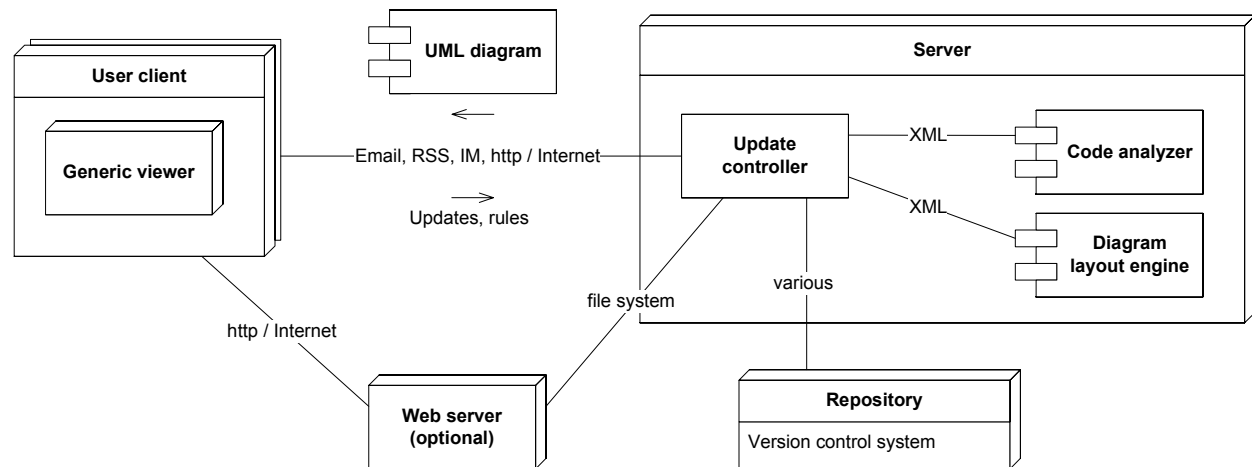 UML diagram
Server
User client
Generic viewer
Email, RSS, IM, http / Internet
Updates, rules
Update
controller
XML
Code analyzer
XML
Diagram
layout engine
various
file system
http / Internet
Web server
(optional)
Repository
Version control system